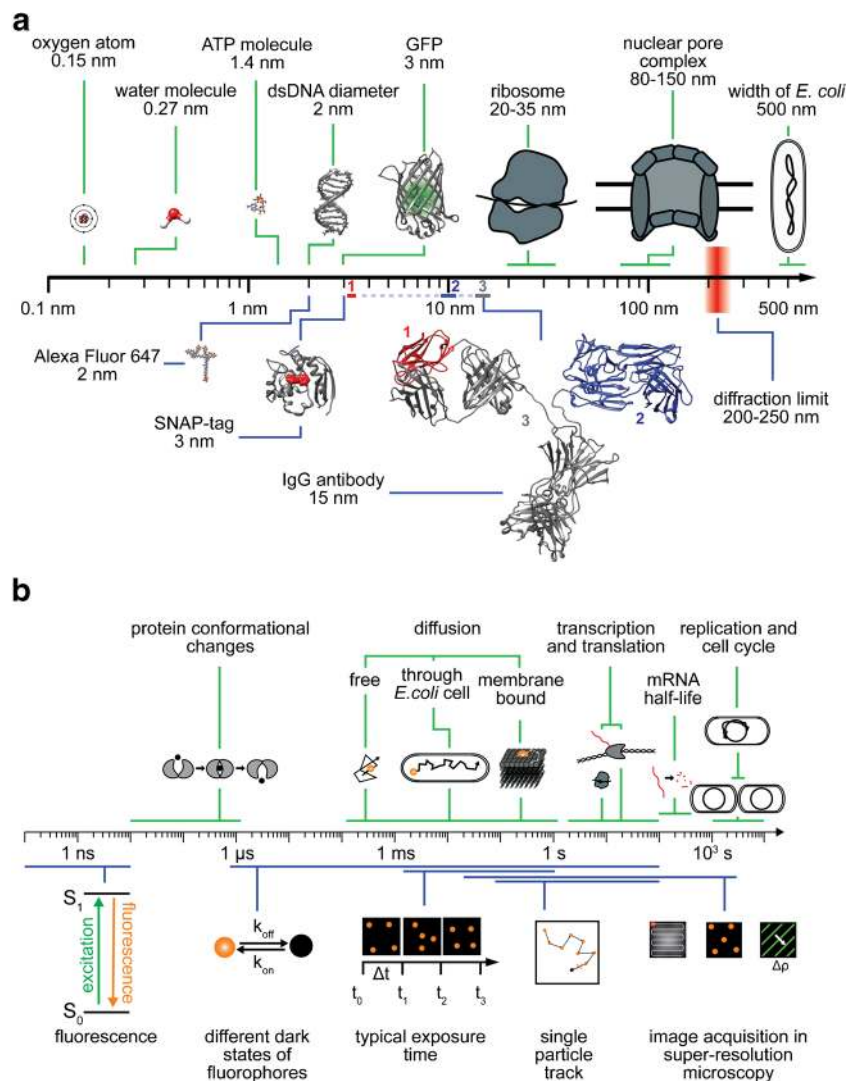 a
oxygen atom
0.15 nm
water molecule
0.27 nm
ATP molecule
1.4 nm
dsDNA diameter
2 nm
GFP
3 nm
ribosome
20-35 nm
nuclear pore
complex
80-150 nm
width of E. coli
500 nm
0.1 nm
1 nm
10 nm
100 nm
500 nm
1
2
3
Alexa Fluor 647
2 nm
SNAP-tag
3 nm
IgG antibody
15 nm
1
3
2
diffraction limit
200-250 nm
b
protein conformational
changes
diffusion
free
through
E.coli cell
membrane
bound
transcription
and translation
mRNA
half-life
replication and
cell cycle
1 ns
1 µs
1 ms
1 s
10³ s
S₁
S₀
excitation
fluorescence
fluorescence
k_off
k_on
different dark
states of
fluorophores
Δt
t₀ t₁ t₂ t₃
typical exposure
time
single
particle
track
Δρ
image acquisition in
super-resolution
microscopy